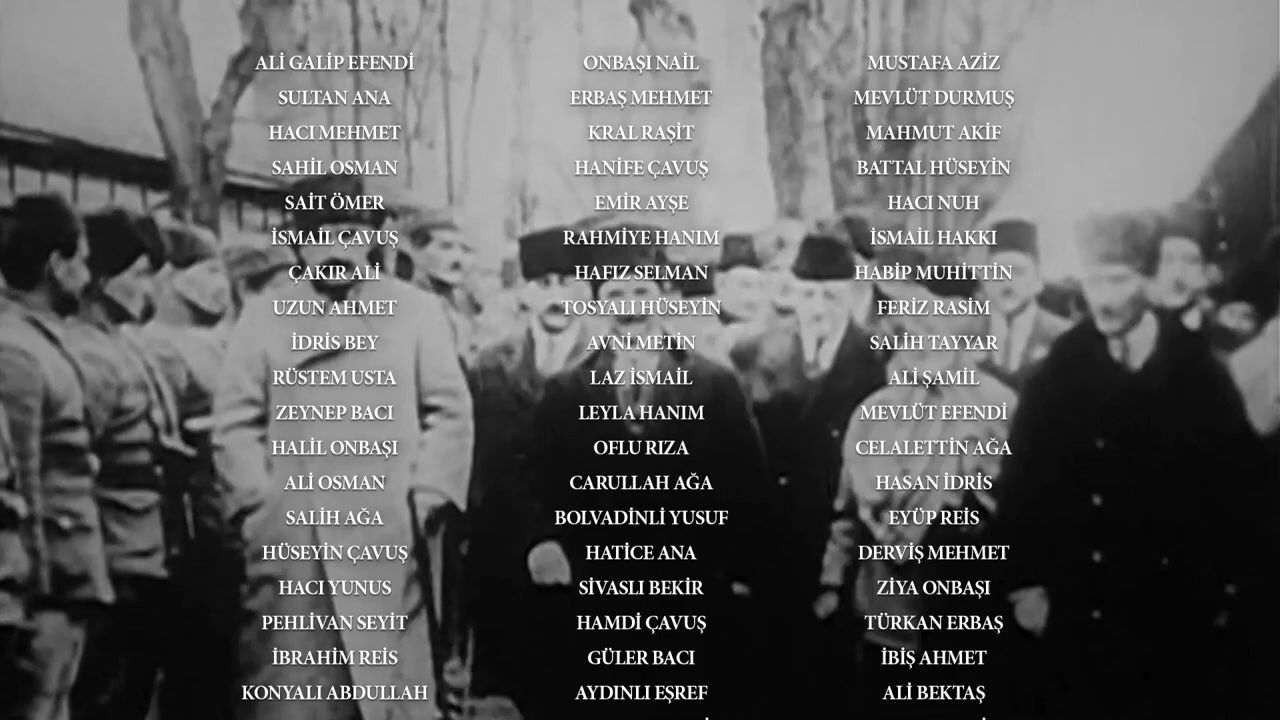 ALİ GALİP EFENDİ
SULTAN ANA
HACI MEHMET
SAHİL OSMAN
SAİT ÖMER
İSMAİL ÇAVUŞ
ÇAKIR ALİ
UZUN AHMET
İDRİS BEY
RÜSTEM USTA
ZEYNEP BACI
HALİL ONBAŞI
ALİ OSMAN
SALİH AĞA
HÜSEYİN ÇAVUŞ
HACI YUNUS
PEHLİVAN SEYİT
İBRAHİM REİS
KONYALI ABDULLAH
ONBAŞI NAİL
ERBAŞ MEHMET
KRAL RAŞİT
HANİFE ÇAVUŞ
EMİR AYŞE
RAHMİYE HANIM
HAFIZ SELMAN
TOSYALI HÜSEYİN
AVNİ METİN
LAZ İSMAİL
LEYLA HANIM
OFLU RIZA
CARULLAH AĞA
BOLVADİNLİ YUSUF
HATİCE ANA
SİVASLI BEKİR
HAMDİ ÇAVUŞ
GÜLER BACI
AYDINLI EŞREF
MUSTAFA AZİZ
MEVLÜT DURMUŞ
MAHMUT AKİF
BATTAL HÜSEYİN
HACI NUH
İSMAİL HAKKI
HABİP MUHİTTİN
FERİZ RASİM
SALİH TAYYAR
ALİ ŞAMİL
MEVLÜT EFENDİ
CELALETTİN AĞA
HASAN İDRİS
EYÜP REİS
DERVİŞ MEHMET
ZİYA ONBAŞI
TÜRKAN ERBAŞ
İBİŞ AHMET
ALİ BEKTAŞ